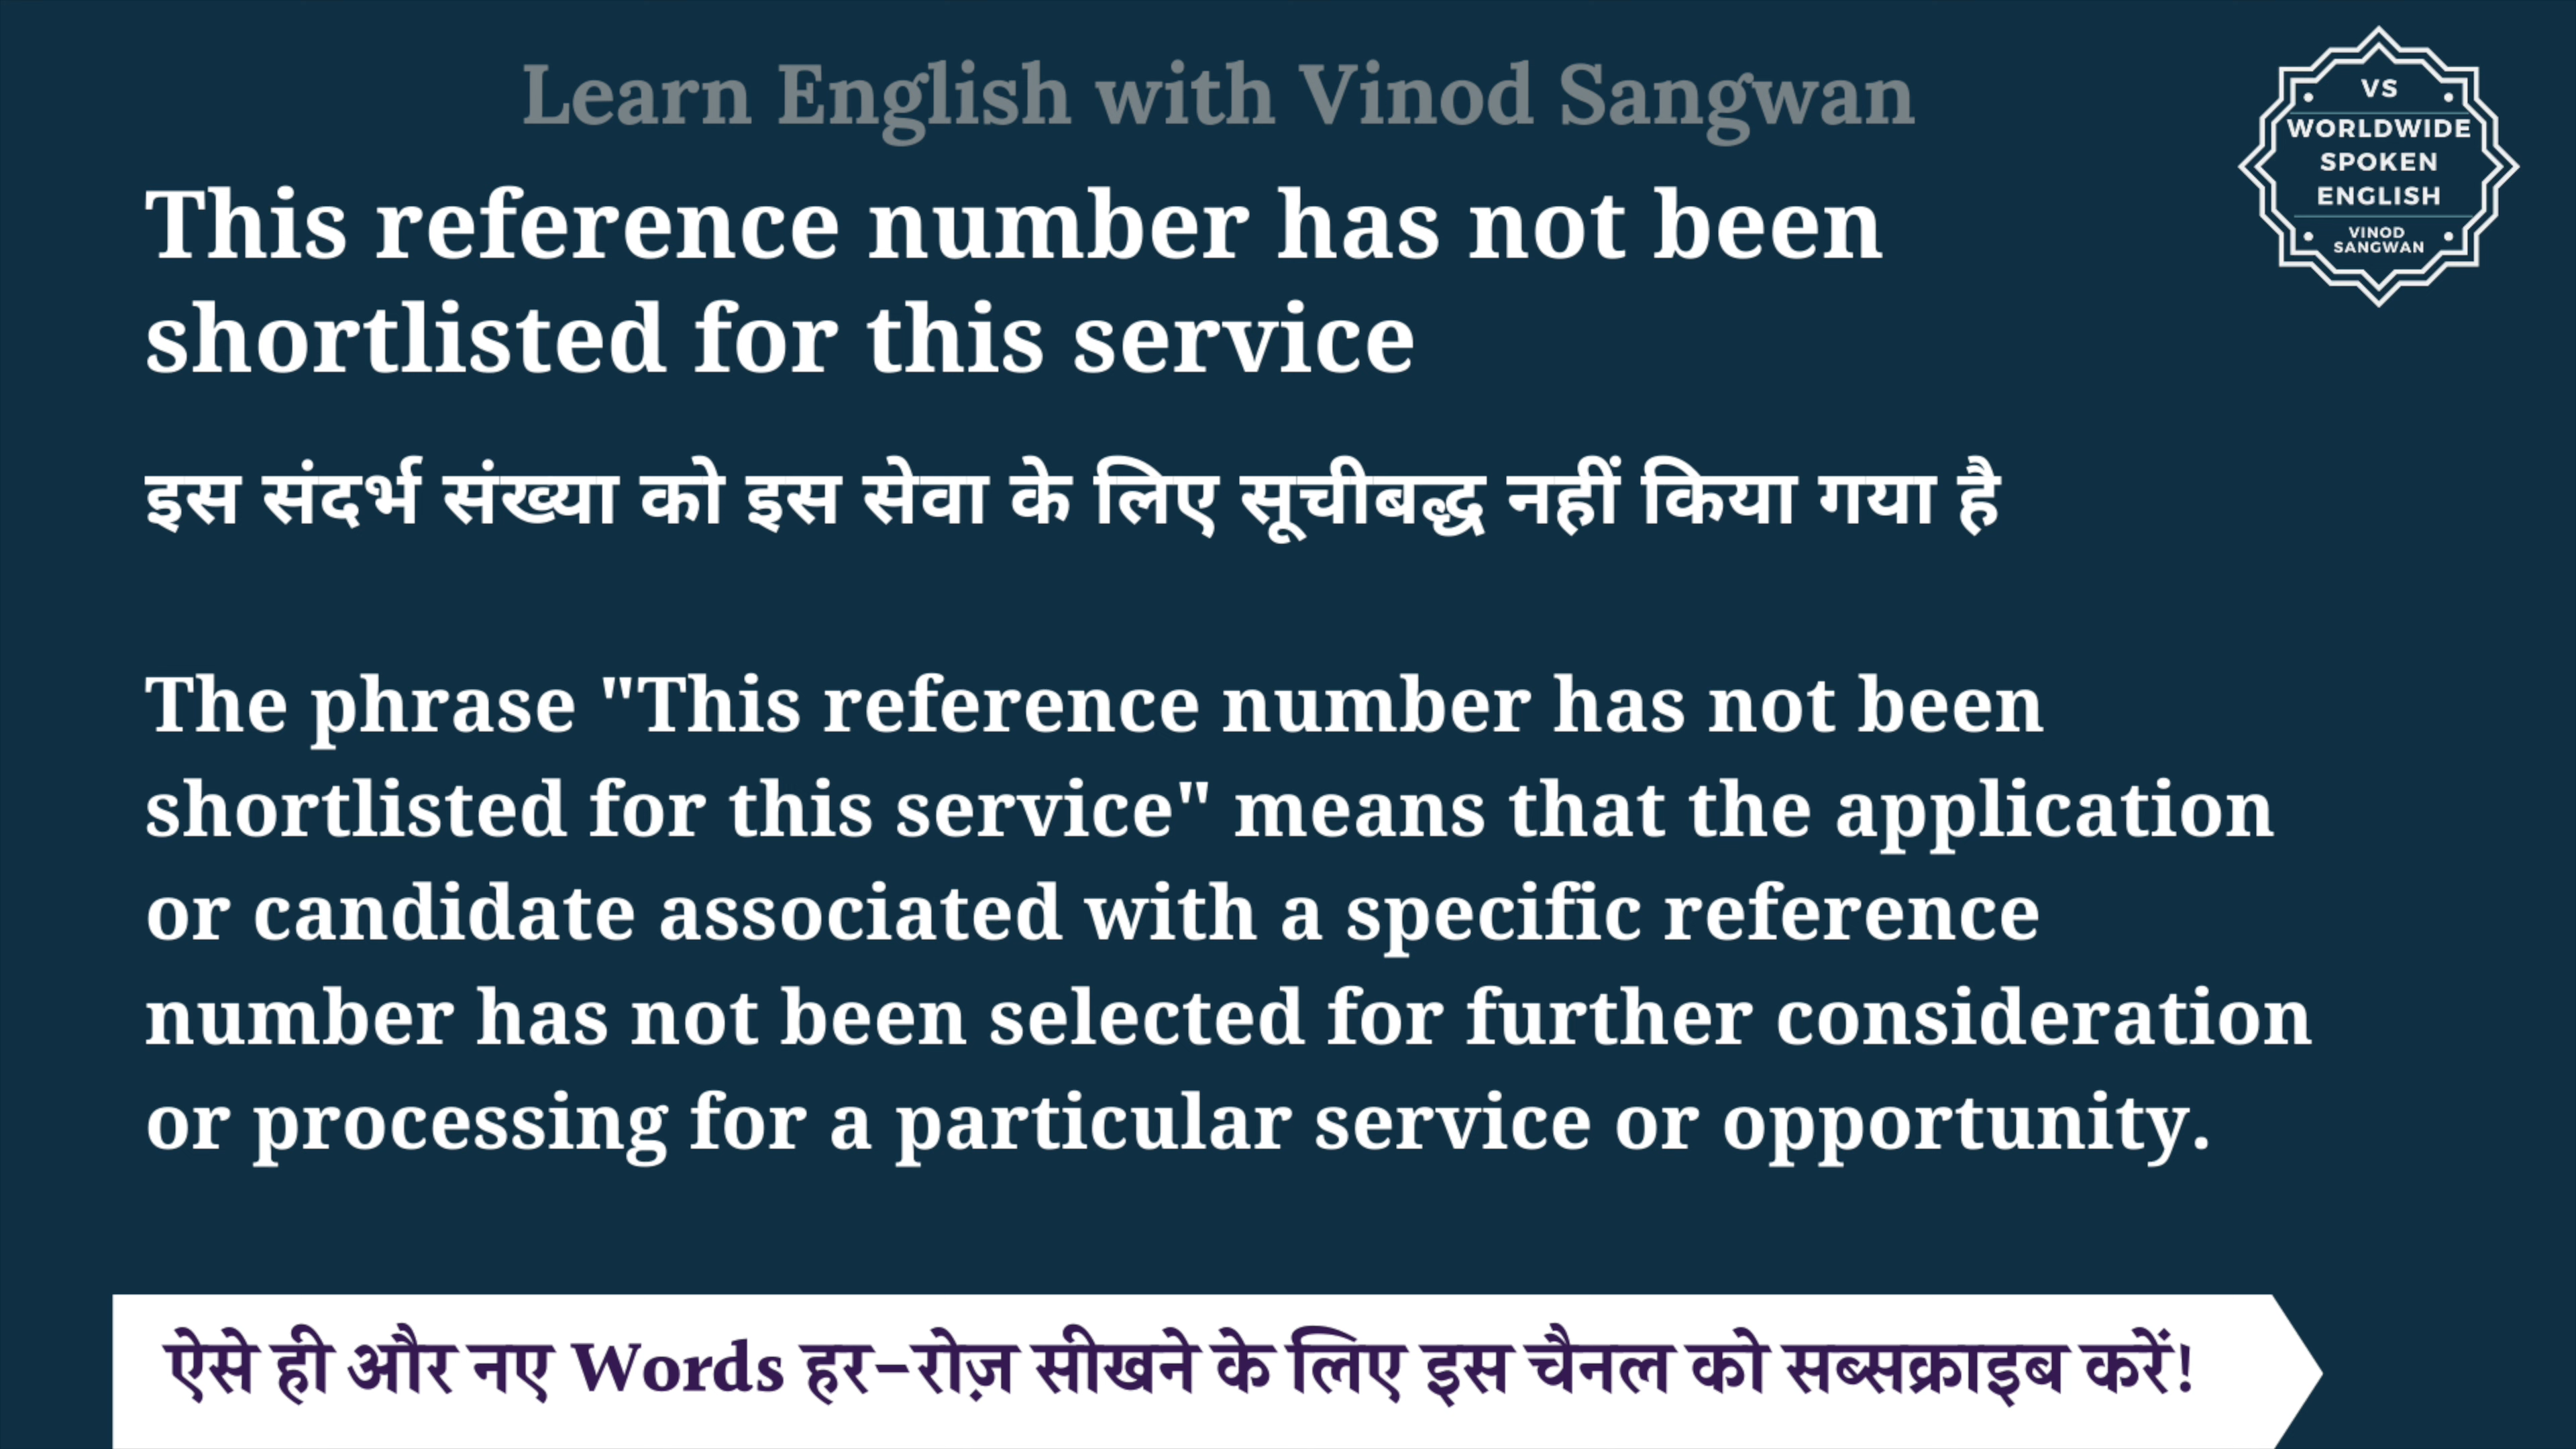 Learn English with Vinod Sangwan
VS
WORLDWIDE
SPOKEN
ENGLISH
VINOD
SANGWAN
This reference number has not been
shortlisted for this service
इस संदर्भ संख्या को इस सेवा के लिए सूचीबद्ध नहीं किया गया है
The phrase "This reference number has not been
shortlisted for this service" means that the application
or candidate associated with a specific reference
number has not been selected for further consideration
or processing for a particular service or opportunity.
ऐसे ही और नए Words हर-रोज़ सीखने के लिए इस चैनल को सब्सक्राइब करें!